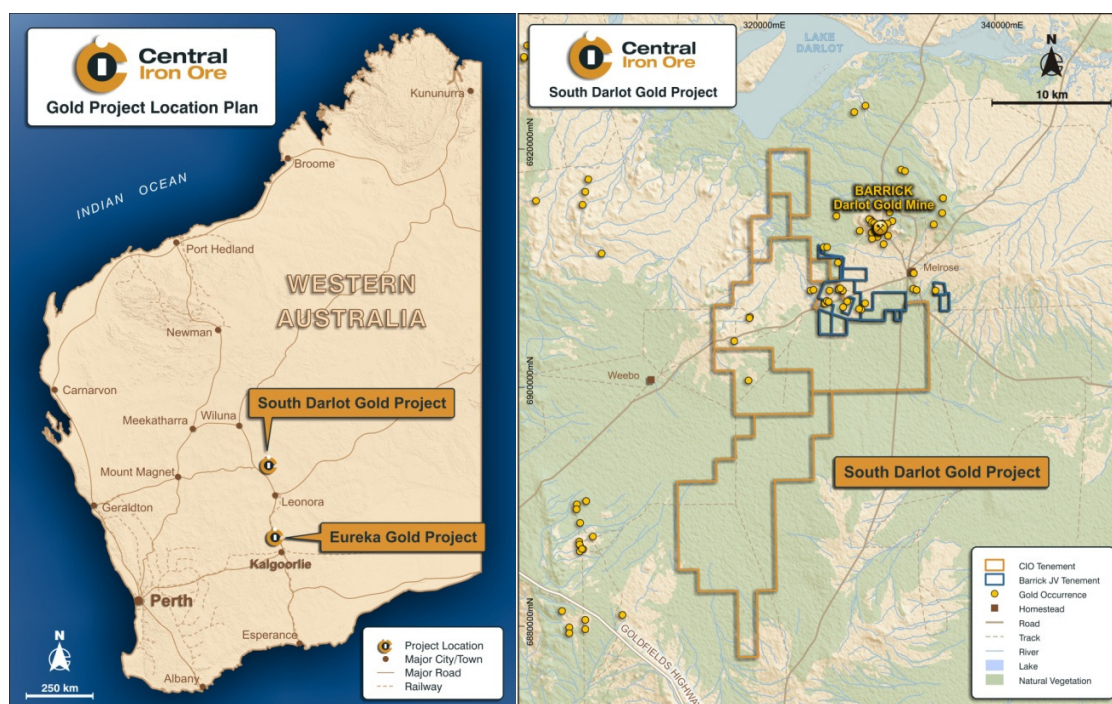 Central
Iron Ore
Gold Project Location Plan
INDIAN OCEAN
Kununurra
Broome
Port Hedland
WESTERN
AUSTRALIA
Newman
Carnarvon
South Darlot Gold Project
Meekatharra
Wiluna
Mount Magnet
Leonora
Geraldton
Eureka Gold Project
Kalgoorlie
Perth
Esperance
Albany
N
250 km
Project Location
Major City/Town
Major Road
Railway
Central
Iron Ore
South Darlot Gold Project
320000mE
340000mE
LAKE
DARLOT
N
10 km
6920000mN
BARRICK
Darlot Gold Mine
Melrose
Weebo
6900000mN
South Darlot Gold Project
6880000mN
GOLDFIELDS HIGHWAY
CIO Tenement
Barrick JV Tenement
Gold Occurrence
Homestead
Road
Track
River
Lake
Natural Vegetation